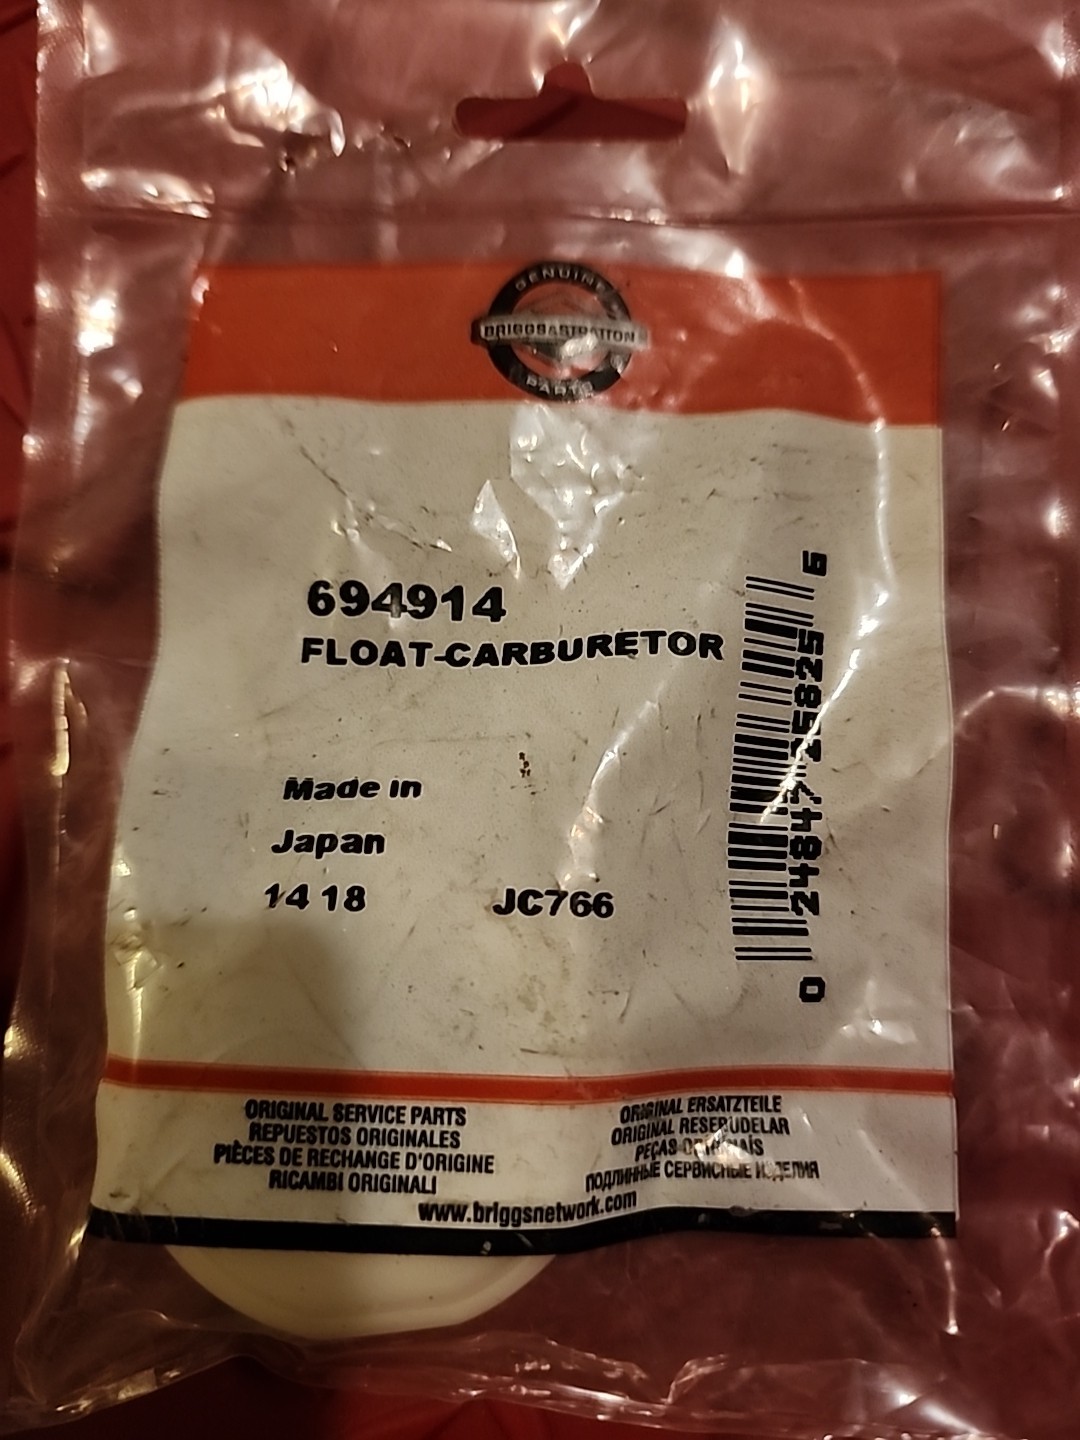 GENUINE
BRIGGS&STRATTON
PARTS
694914
FLOAT-CARBURETOR
Made in
Japan
14 18 JC766
0 24847 25825 6
ORIGINAL SERVICE PARTS
REPUESTOS ORIGINALES
PIÈCES DE RECHANGE D'ORIGINE
RICAMBI ORIGINALI
ORIGINAL ERSATZTEILE
ORIGINAL RESERUDELAR
PEÇAS ORIGINAIS
ПОДЛИННЫЕ СЕРВИСНЫЕ ИЗДЕЛИЯ
www.briggsnetwork.com